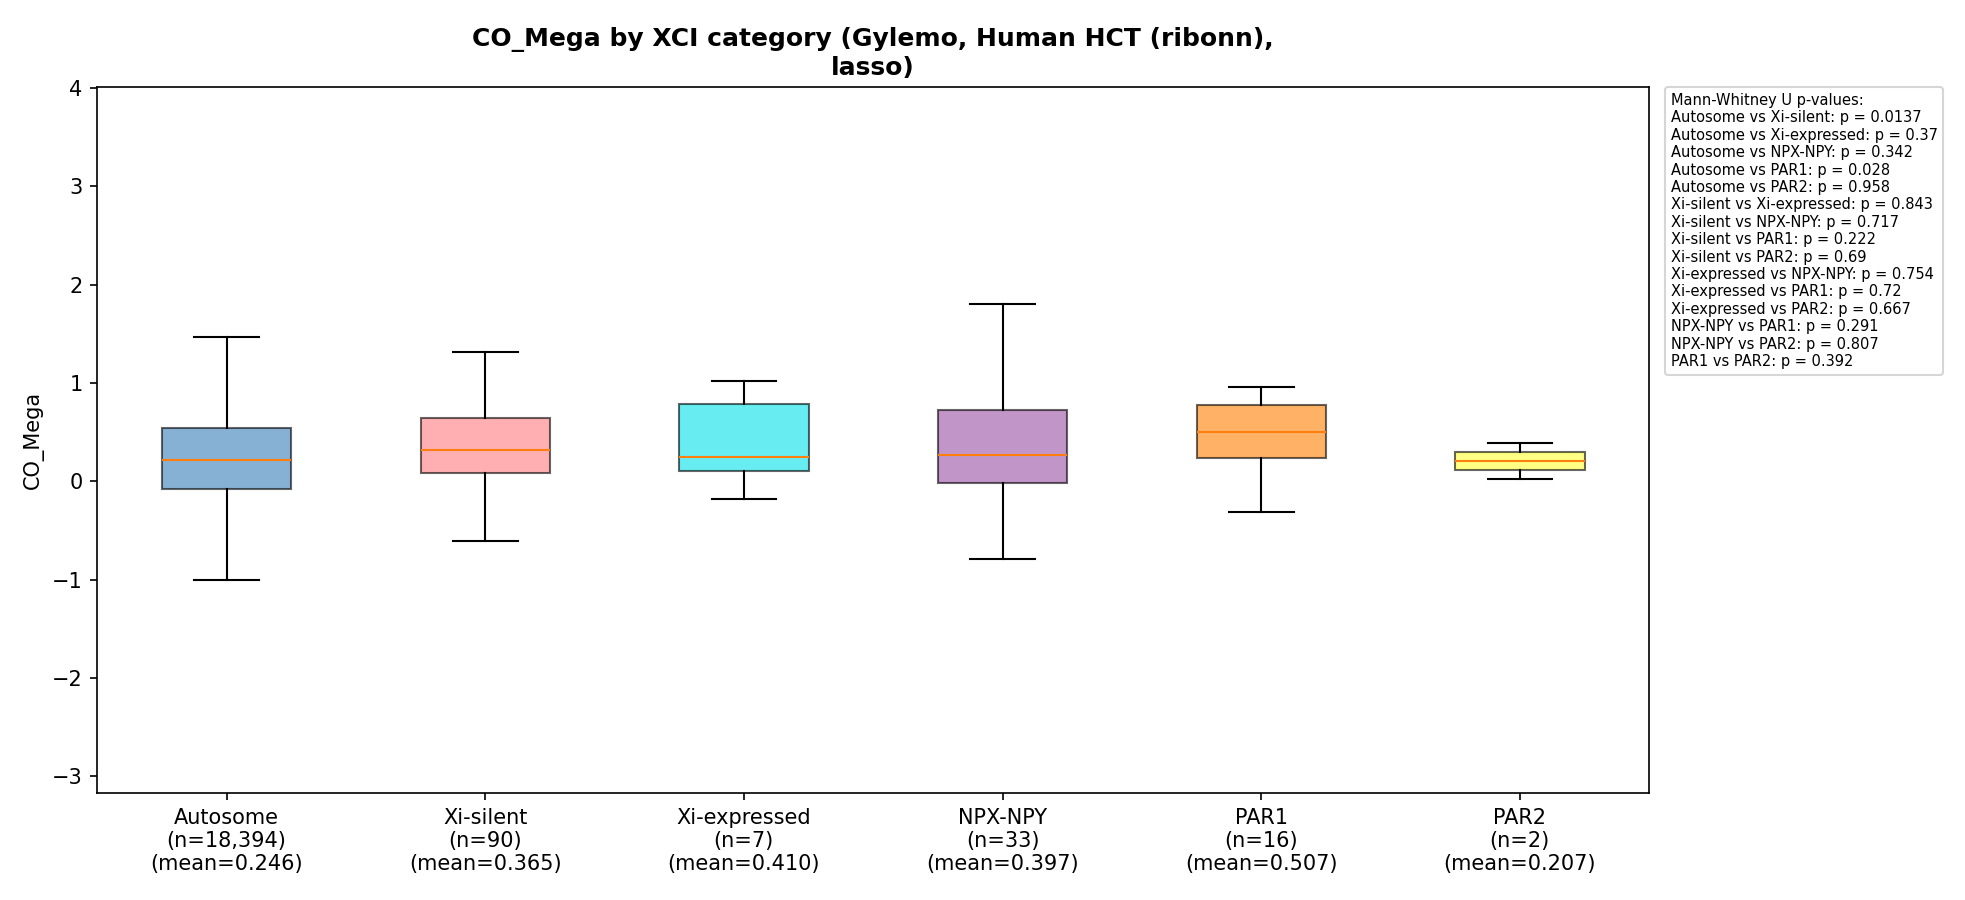 CO_Mega by XCI category (Gylemo, Human HCT (ribonn),
lasso)
CO_Mega
4
3
2
1
0
−1
−2
−3
Autosome
(n=18,394)
(mean=0.246)
Xi-silent
(n=90)
(mean=0.365)
Xi-expressed
(n=7)
(mean=0.410)
NPX-NPY
(n=33)
(mean=0.397)
PAR1
(n=16)
(mean=0.507)
PAR2
(n=2)
(mean=0.207)
Mann-Whitney U p-values:
Autosome vs Xi-silent: p = 0.0137
Autosome vs Xi-expressed: p = 0.37
Autosome vs NPX-NPY: p = 0.342
Autosome vs PAR1: p = 0.028
Autosome vs PAR2: p = 0.958
Xi-silent vs Xi-expressed: p = 0.843
Xi-silent vs NPX-NPY: p = 0.717
Xi-silent vs PAR1: p = 0.222
Xi-silent vs PAR2: p = 0.69
Xi-expressed vs NPX-NPY: p = 0.754
Xi-expressed vs PAR1: p = 0.72
Xi-expressed vs PAR2: p = 0.667
NPX-NPY vs PAR1: p = 0.291
NPX-NPY vs PAR2: p = 0.807
PAR1 vs PAR2: p = 0.392